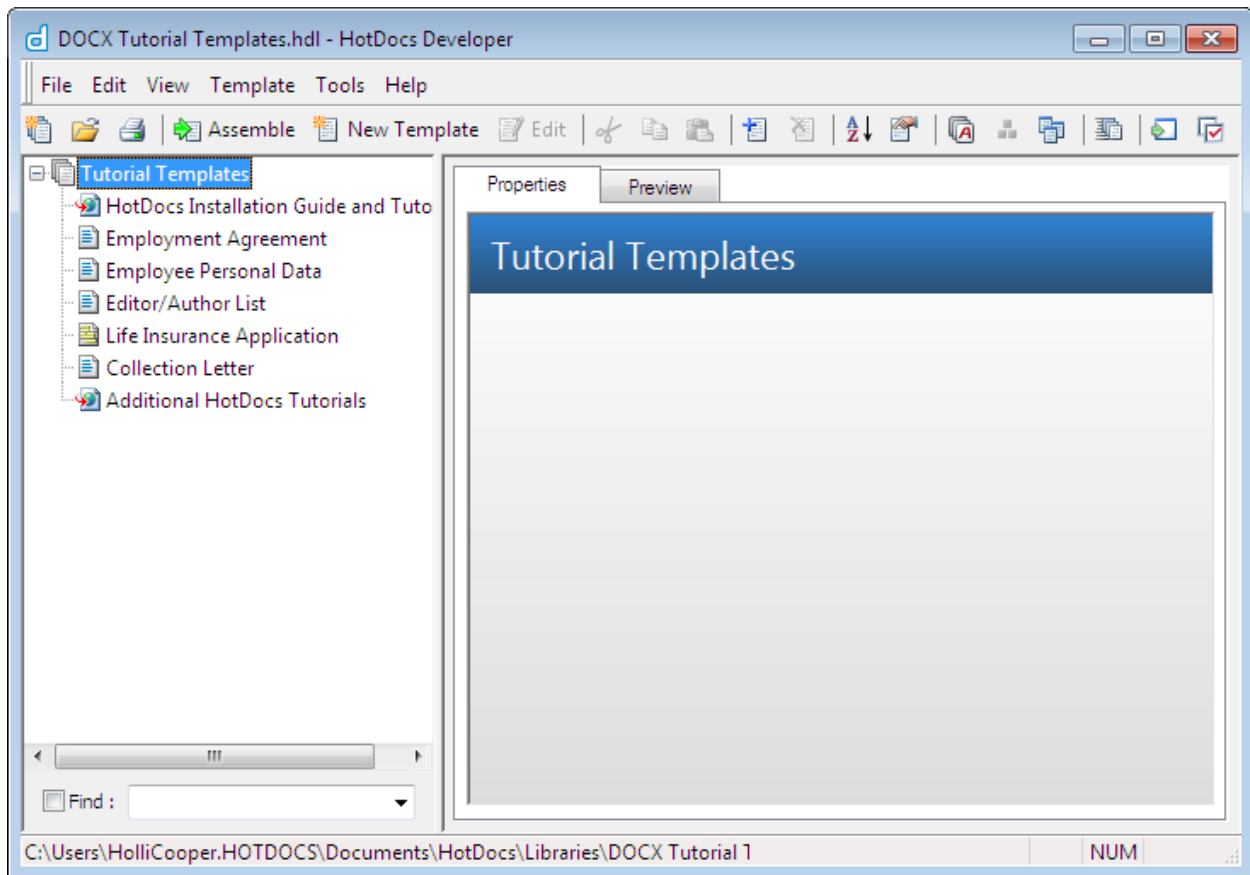 DOCX Tutorial Templates.hdl - HotDocs Developer
File Edit View Template Tools Help
Assemble New Template Edit
Tutorial Templates
HotDocs Installation Guide and Tuto
Employment Agreement
Employee Personal Data
Editor/Author List
Life Insurance Application
Collection Letter
Additional HotDocs Tutorials
Find :
Properties Preview
Tutorial Templates
C:\Users\HolliCooper.HOTDOCS\Documents\HotDocs\Libraries\DOCX Tutorial T
NUM